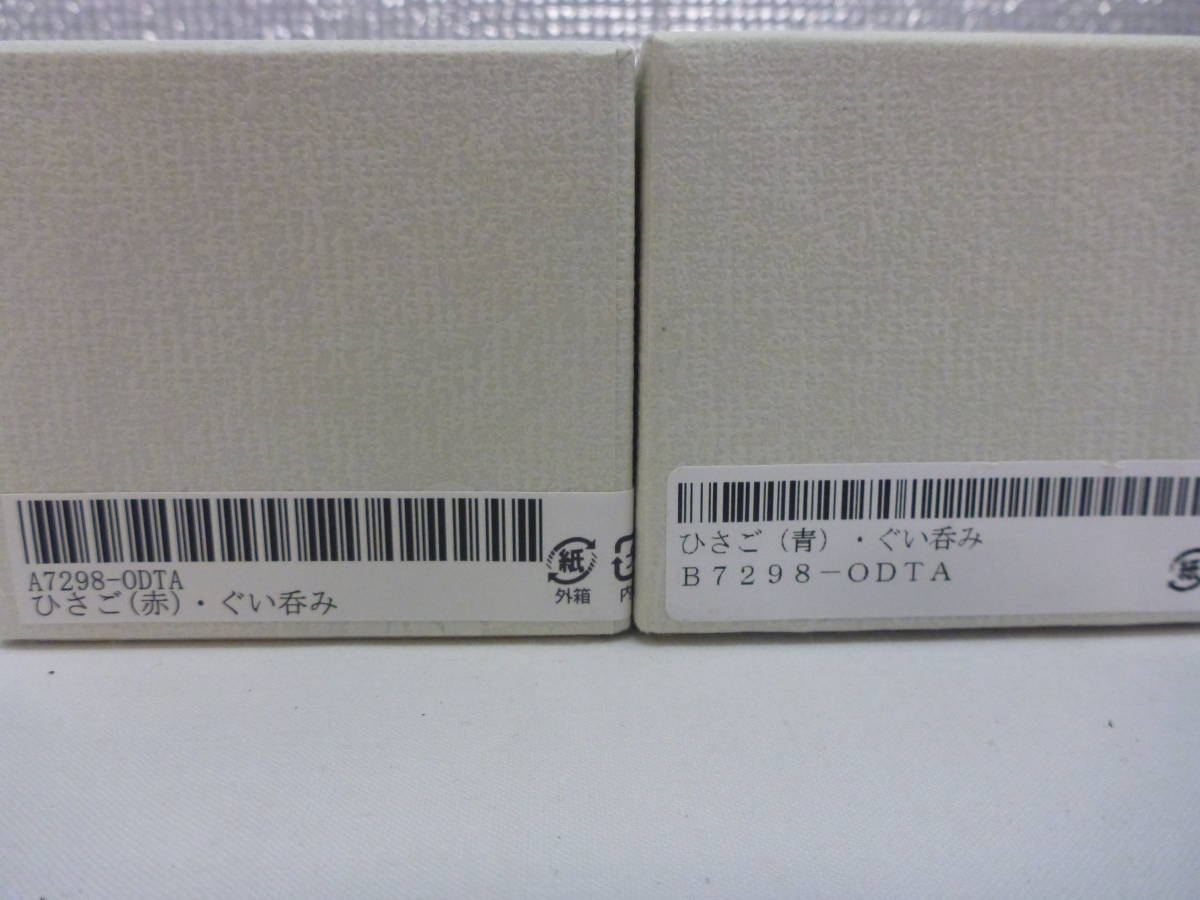 A7298-ODTA
ひさご(赤)・ぐい呑み
紙
外箱
ひさご（青）・ぐい呑み
Ｂ７２９８－ＯＤＴＡ